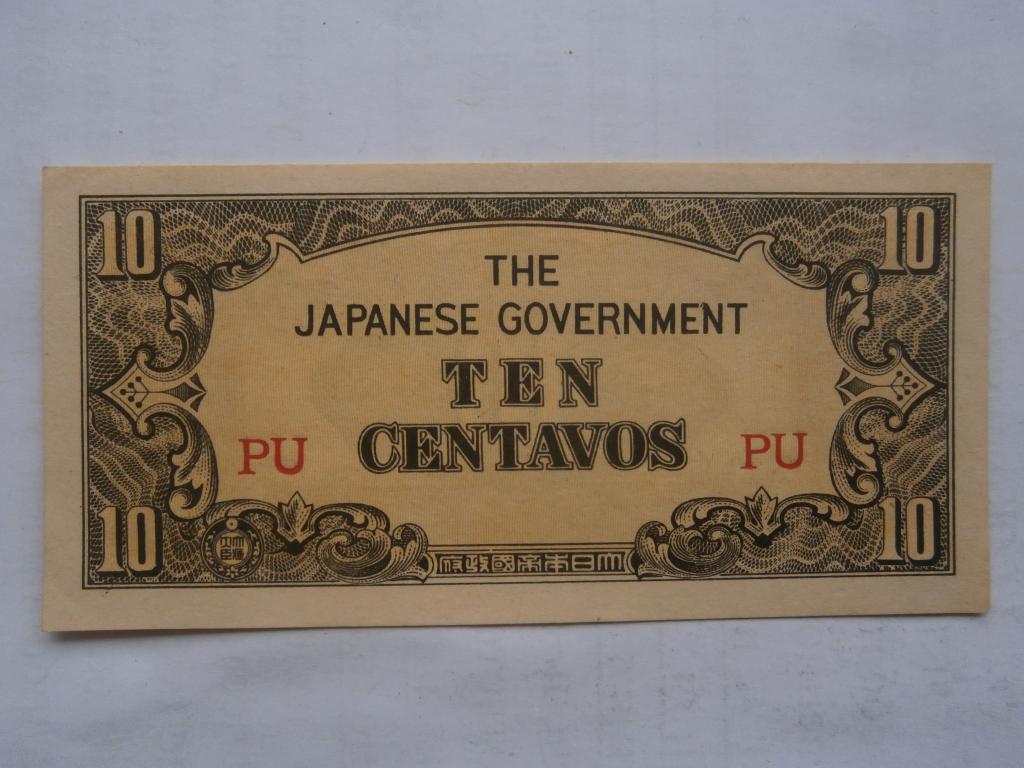 10 10
THE
JAPANESE GOVERNMENT
TEN
PU CENTAVOS PU
10 10
府政國帝本日大